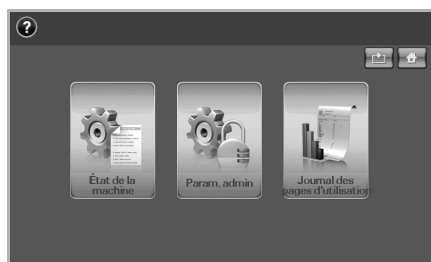 ?
État de la
machine
Param. admin
Journal des
pages d'utilisation